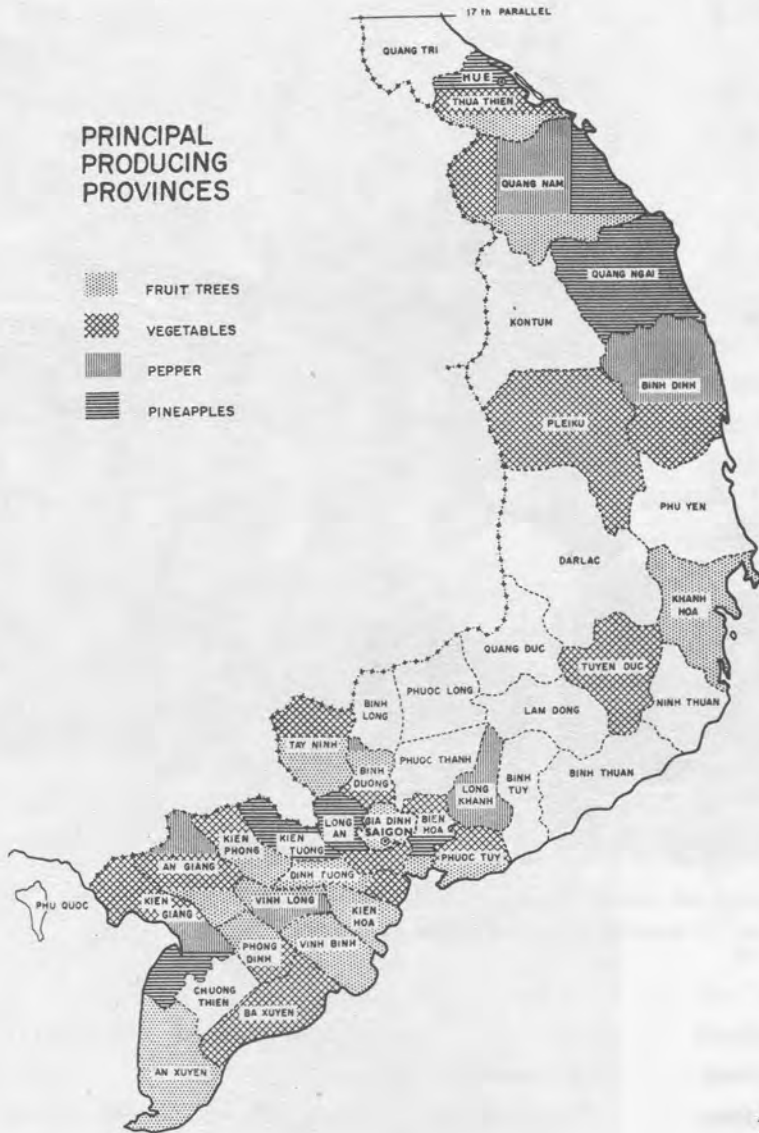 17 th PARALLEL
QUANG TRI
HUE
THUA THIEN
PRINCIPAL
PRODUCING
PROVINCES
QUANG NAM
FRUIT TREES
VEGETABLES
PEPPER
PINEAPPLES
QUANG NGAI
KONTUM
BINH DINH
PLEIKU
PHU YEN
DARLAC
KHANH
HOA
QUANG DUC
TUYEN DUC
PHUOC LONG
BINH
LONG
LAM DONG
NINH THUAN
TAY NINH
BINH
DUONG
PHUOC THANH
LONG
KHANH
BINH
TUY
BINH THUAN
KIEN
PHONG
KIEN
TUONG
LONG
AN
GIA DINH
SAIGON
BIEN
HOA
PHUOC TUY
AN GIANG
DINH TUONG
PHU QUOC
KIEN
GIANG
VINH LONG
KIEN
HOA
PHONG
DINH
VINH BINH
CHUONG
THIEN
BA XUYEN
AN XUYEN